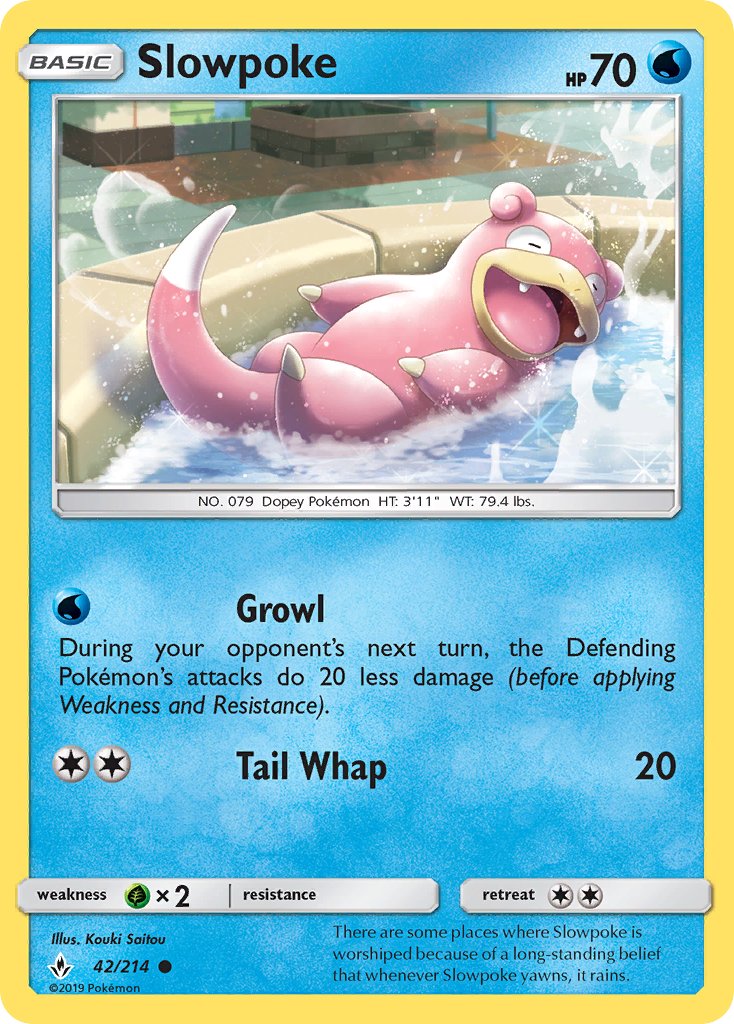 BASIC Slowpoke HP 70
NO. 079 Dopey Pokémon HT: 3'11" WT: 79.4 lbs.
Growl
During your opponent's next turn, the Defending
Pokémon's attacks do 20 less damage (before applying
Weakness and Resistance).
Tail Whap 20
weakness ×2 resistance retreat
Illus. Kouki Saitou
42/214
©2019 Pokémon
There are some places where Slowpoke is
worshiped because of a long-standing belief
that whenever Slowpoke yawns, it rains.